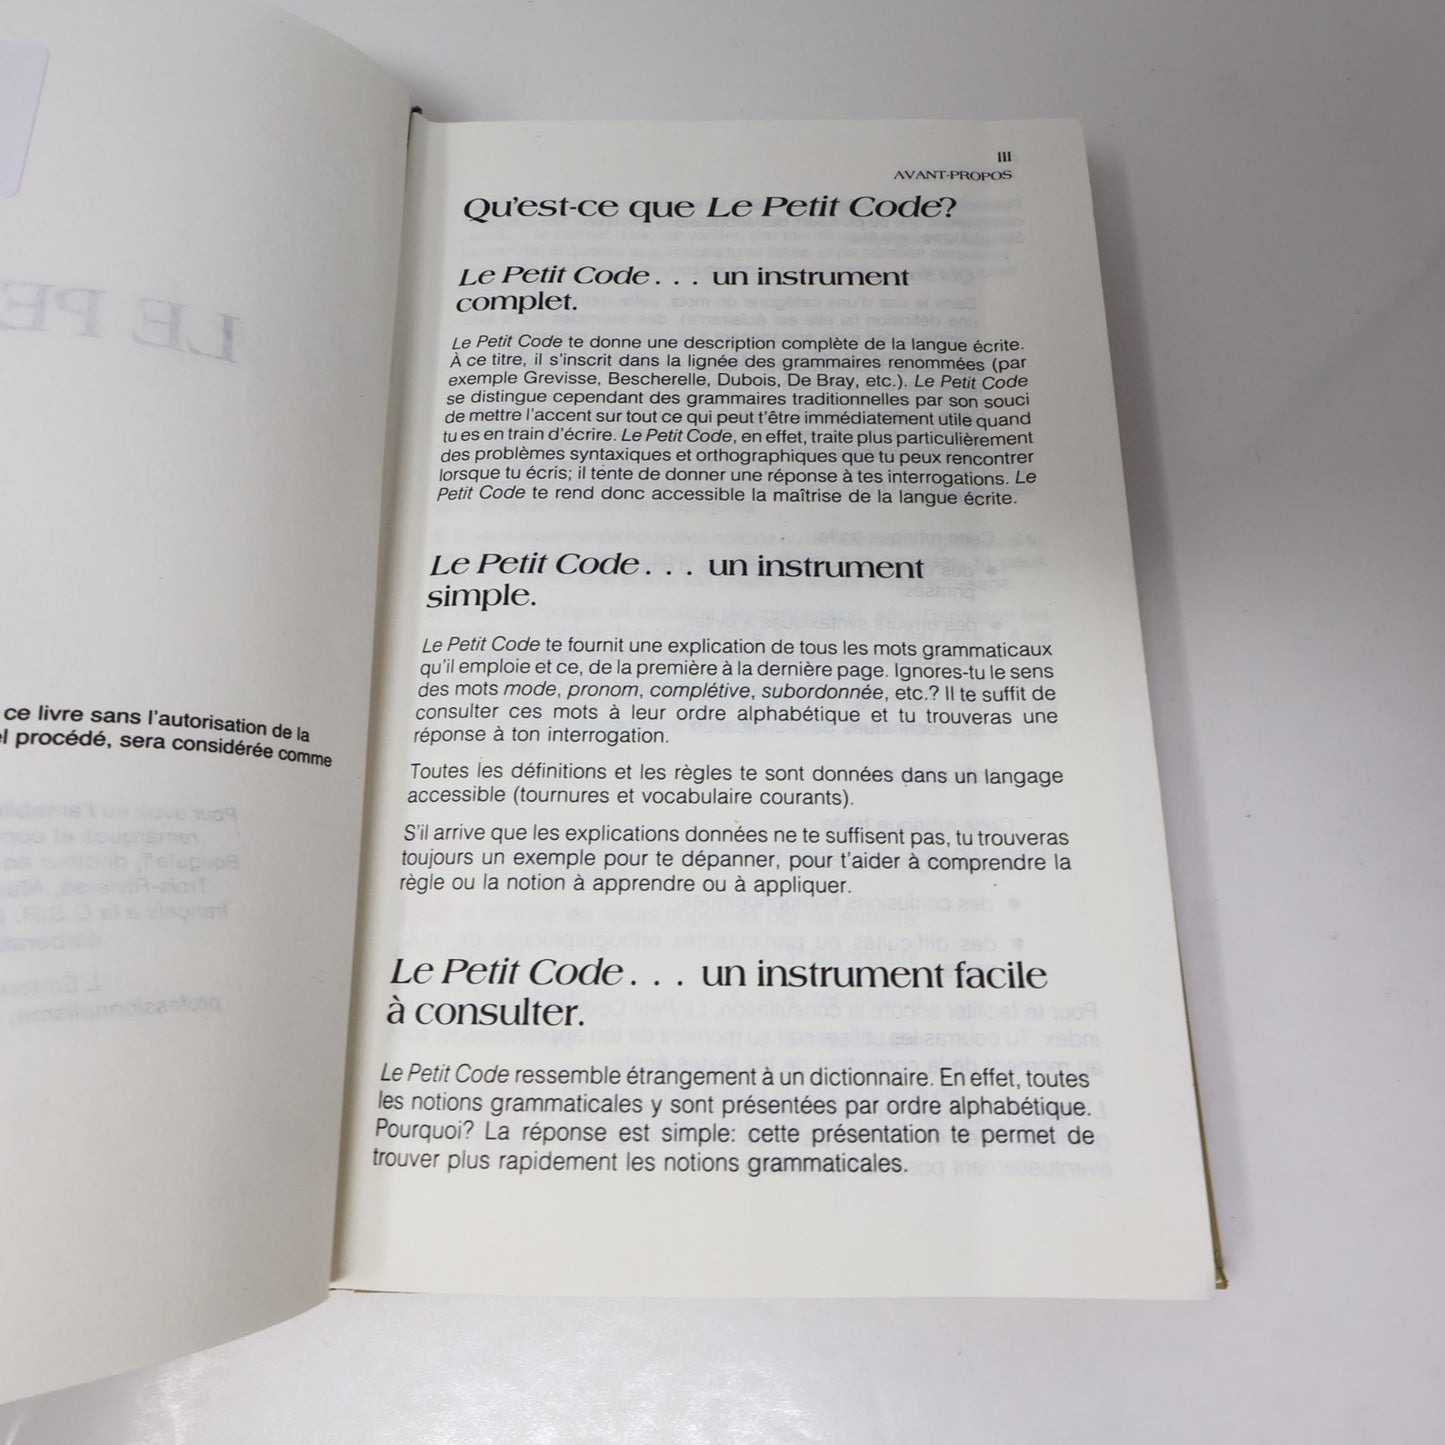 ce livre sans l'autorisation de la
procédé, sera considérée comme
III
AVANT-PROPOS
Qu'est-ce que Le Petit Code?
Le Petit Code. . . un instrument
complet.
Le Petit Code te donne une description complète de la langue écrite.
À ce titre, il s'inscrit dans la lignée des grammaires renommées (par
exemple Grevisse, Bescherelle, Dubois, De Bray, etc.). Le Petit Code
se distingue cependant des grammaires traditionnelles par son souci
de mettre l'accent sur tout ce qui peut t'être immédiatement utile quand
tu es en train d'écrire. Le Petit Code, en effet, traite plus particulièrement
des problèmes syntaxiques et orthographiques que tu peux rencontrer
lorsque tu écris; il tente de donner une réponse à tes interrogations. Le
Petit Code te rend donc accessible la maîtrise de la langue écrite.
Le Petit Code. . . un instrument
simple.
Le Petit Code te fournit une explication de tous les mots grammaticaux
qu'il emploie et ce, de la première à la dernière page. Ignores-tu le sens
des mots mode, pronom, complétive, subordonnée, etc.? Il te suffit de
consulter ces mots à leur ordre alphabétique et tu trouveras une
réponse à ton interrogation.
Toutes les définitions et les règles te sont données dans un langage
accessible (tournures et vocabulaire courants).
S'il arrive que les explications données ne te suffisent pas, tu trouveras
toujours un exemple pour te dépanner, pour t'aider à comprendre la
règle ou la notion à apprendre ou à appliquer.
Le Petit Code. . . un instrument facile
à consulter.
Le Petit Code ressemble étrangement à un dictionnaire. En effet, toutes
les notions grammaticales y sont présentées par ordre alphabétique.
Pourquoi? La réponse est simple: cette présentation te permet de
trouver plus rapidement les notions grammaticales.